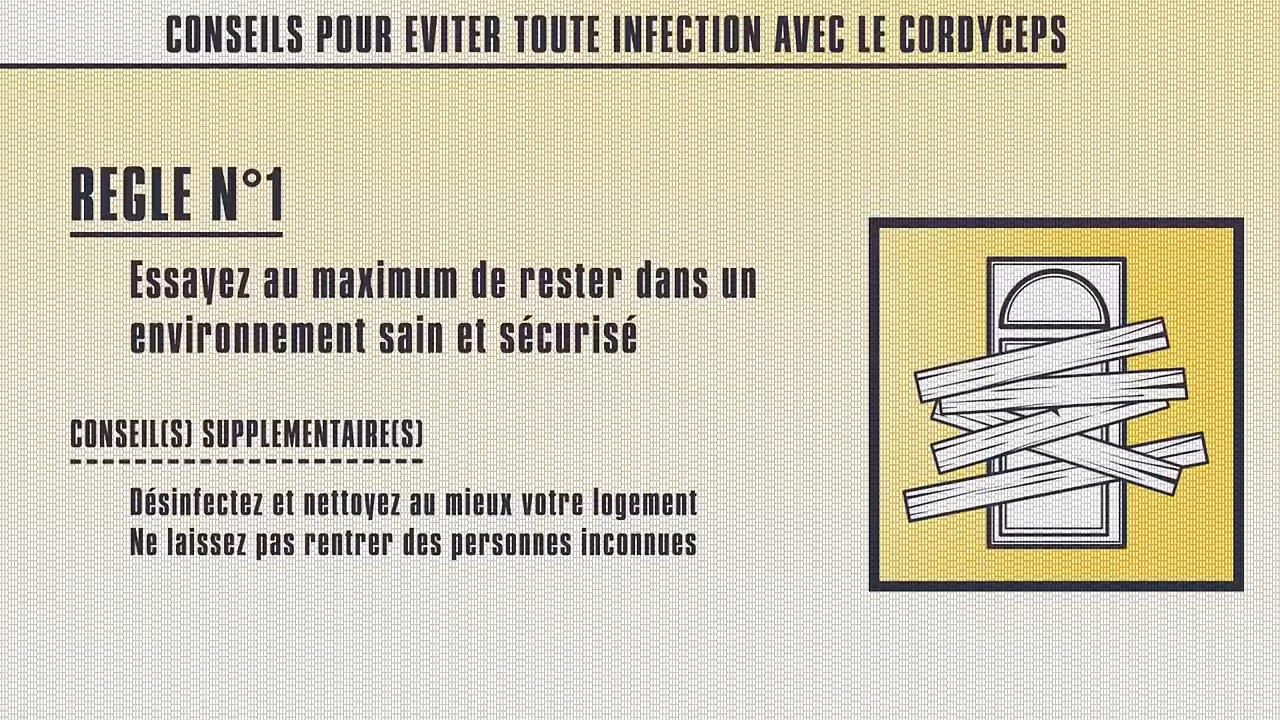 CONSEILS POUR EVITER TOUTE INFECTION AVEC LE CORDYCEPS
REGLE N°1
Essayez au maximum de rester dans un
environnement sain et sécurisé
CONSEIL(S) SUPPLEMENTAIRE(S)
Désinfectez et nettoyez au mieux votre logement
Ne laissez pas rentrer des personnes inconnues